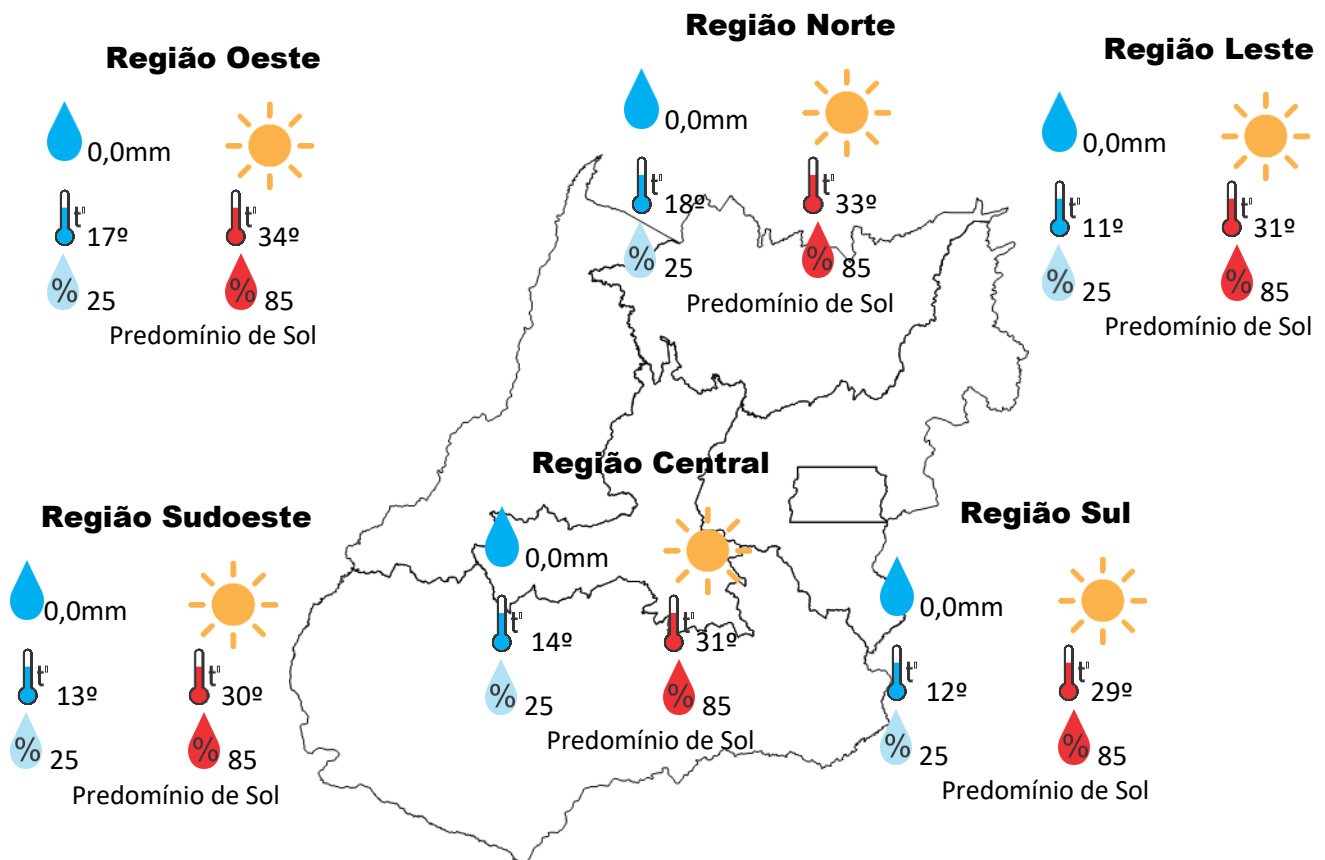 Região Oeste
0,0mm
t°
17º
t°
34º
% 25
% 85
Predomínio de Sol
Região Norte
0,0mm
t°
18º
t°
33º
% 25
% 85
Predomínio de Sol
Região Leste
0,0mm
t°
11º
t°
31º
% 25
% 85
Predomínio de Sol
Região Sudoeste
0,0mm
t°
13º
t°
30º
% 25
% 85
Predomínio de Sol
Região Central
0,0mm
t°
14º
t°
31º
% 25
% 85
Predomínio de Sol
Região Sul
0,0mm
t°
12º
t°
29º
% 25
% 85
Predomínio de Sol